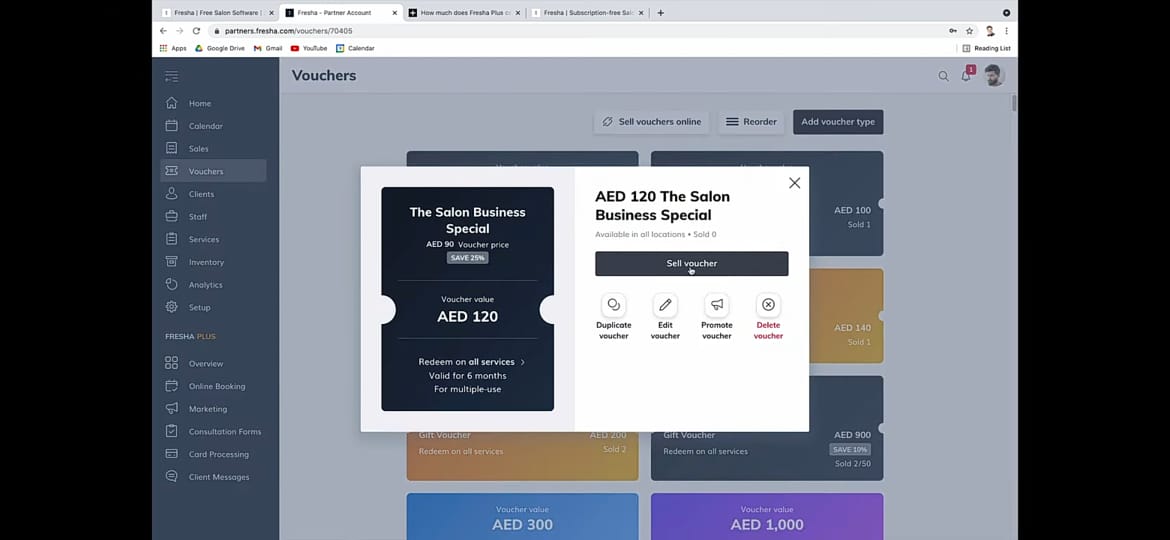 Fresha | Free Salon Software |
Fresha - Partner Account
How much does Fresha Plus c
Fresha | Subscription-free Sal
partners.fresha.com/vouchers/70405
Apps
Google Drive
Gmail
YouTube
Calendar
Reading List
Vouchers
1
Home
Calendar
Sales
Vouchers
Clients
Staff
Services
Inventory
Analytics
Setup
FRESHA PLUS
Overview
Online Booking
Marketing
Consultation Forms
Card Processing
Client Messages
Sell vouchers online
Reorder
Add voucher type
AED 100
Sold 1
AED 140
Sold 1
The Salon Business
Special
AED 90 Voucher price
SAVE 25%
Voucher value
AED 120
Redeem on all services
Valid for 6 months
For multiple-use
AED 120 The Salon
Business Special
Available in all locations • Sold 0
Sell voucher
Duplicate
voucher
Edit
voucher
Promote
voucher
Delete
voucher
Gift Voucher
AED 200
Redeem on all services
Sold 2
Gift Voucher
AED 900
Redeem on all services
SAVE 10%
Sold 2/50
Voucher value
AED 300
Voucher value
AED 1,000